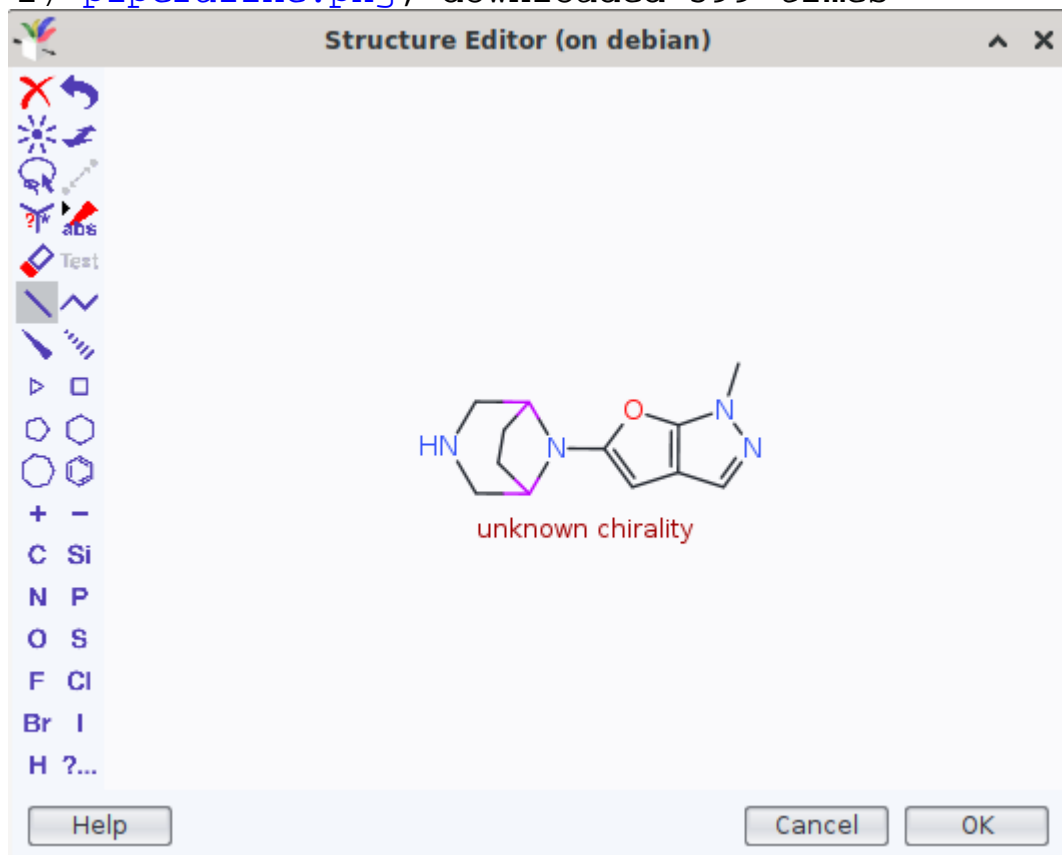 Structure Editor (on debian)
?
abs
Test
+ −
C Si
N P
O S
F Cl
Br I
H ?...
O
N
HN
N
N
unknown chirality
Help
Cancel
OK